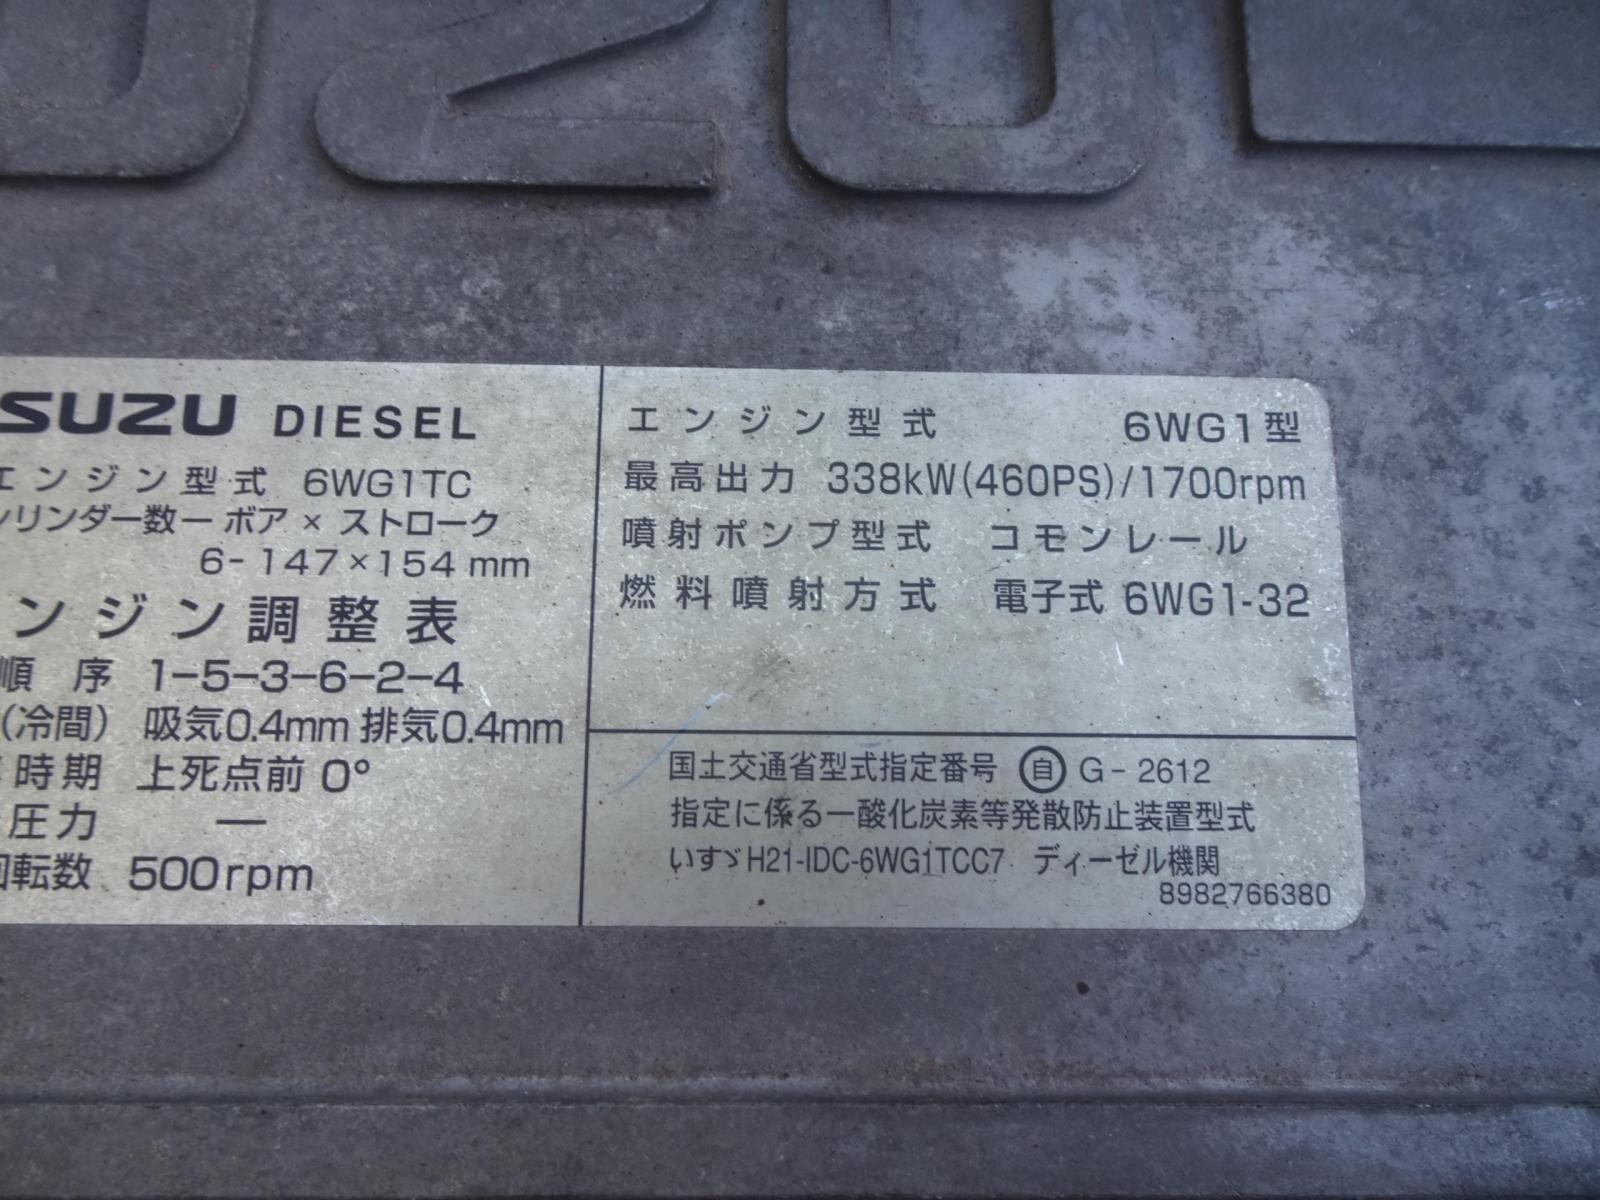 020
SUZU DIESEL
エンジン型式 6WG1TC
シリンダー数ーボア×ストローク
6-147×154 mm
ンジン調整表
順序 1-5-3-6-2-4
(冷間) 吸気0.4mm 排気0.4mm
時期 上死点前 0°
圧力 —
回転数 500rpm
エンジン型式 6WG1型
最高出力 338kW(460PS)/1700rpm
噴射ポンプ型式 コモンレール
燃料噴射方式 電子式 6WG1-32
国土交通省型式指定番号 ㊀自 G-2612
指定に係る一酸化炭素等発散防止装置型式
いすゞH21-IDC-6WG1TCC7 ディーゼル機関
8982766380